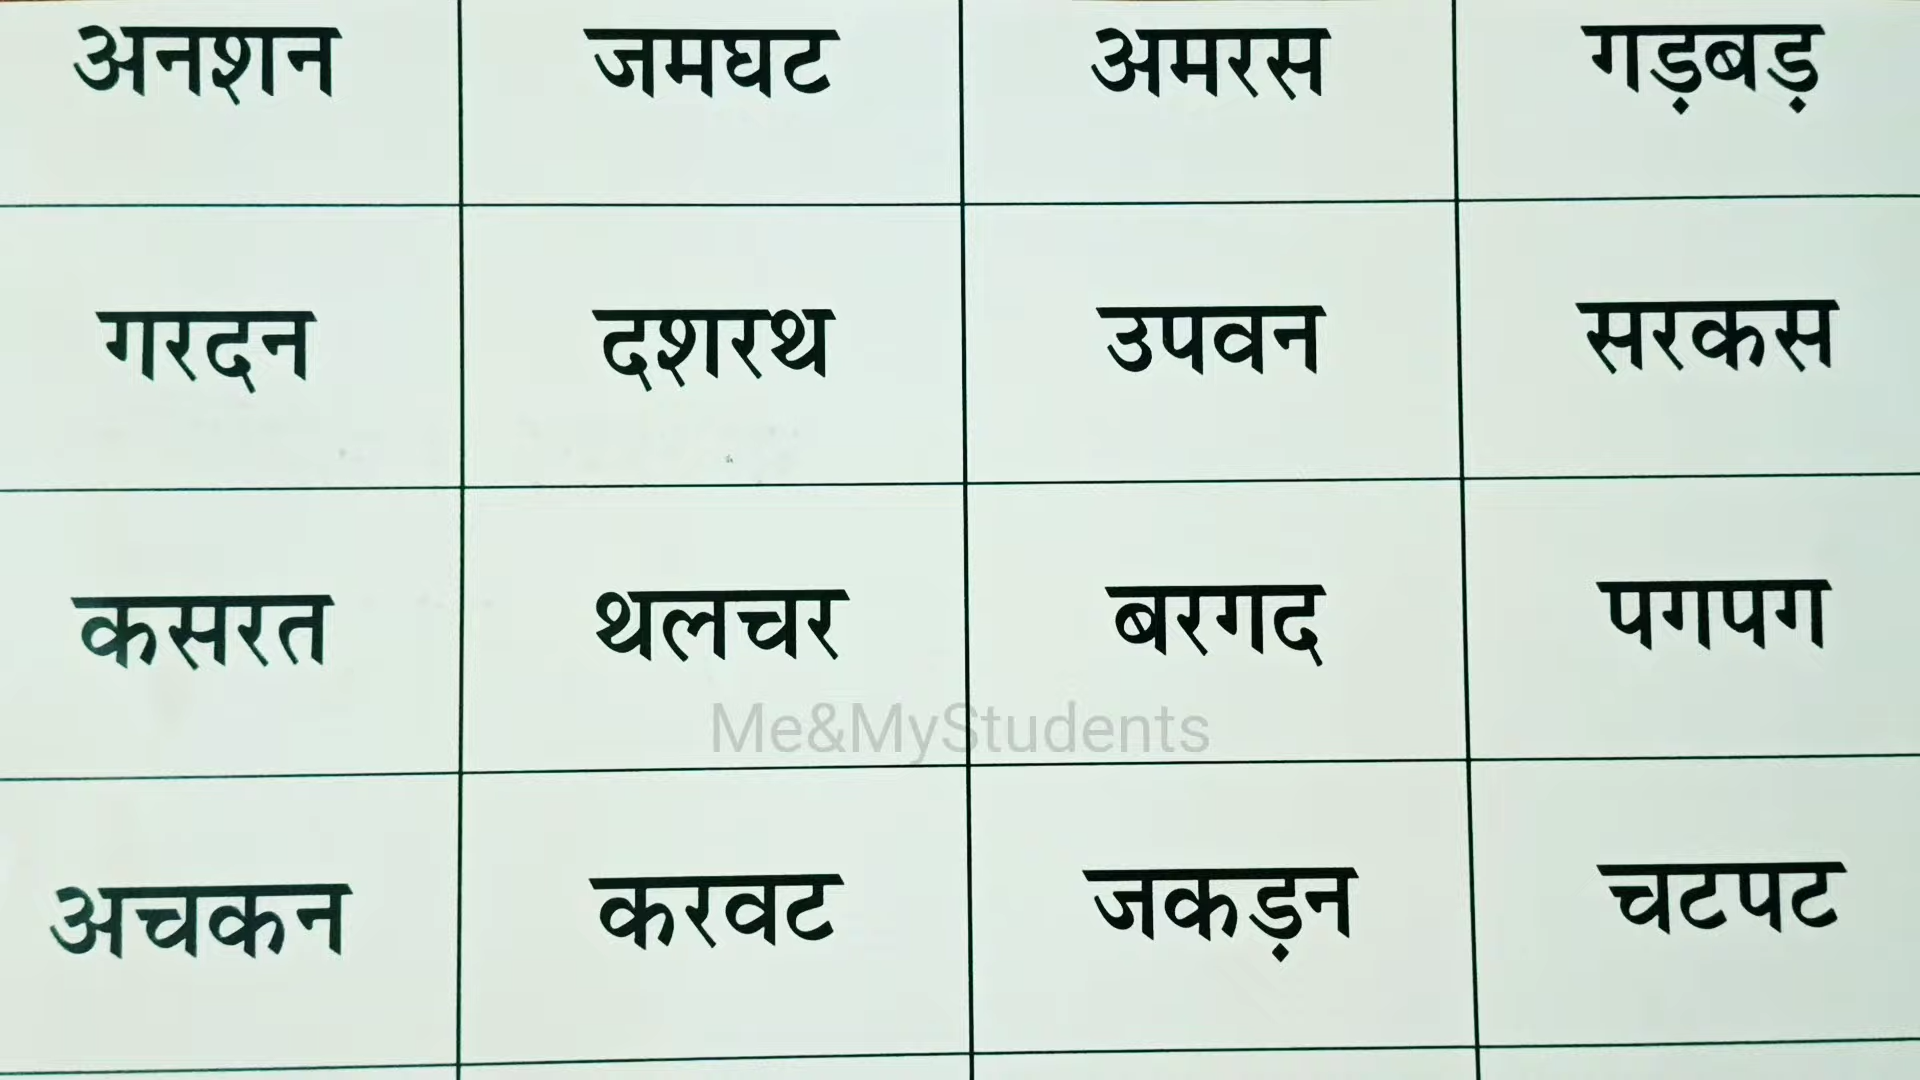 अनशन जमघट अमरस गड़बड़
गरदन दशरथ उपवन सरकस
कसरत थलचर बरगद पगपग
Me&MyStudents
अचकन करवट जकड़न चटपट